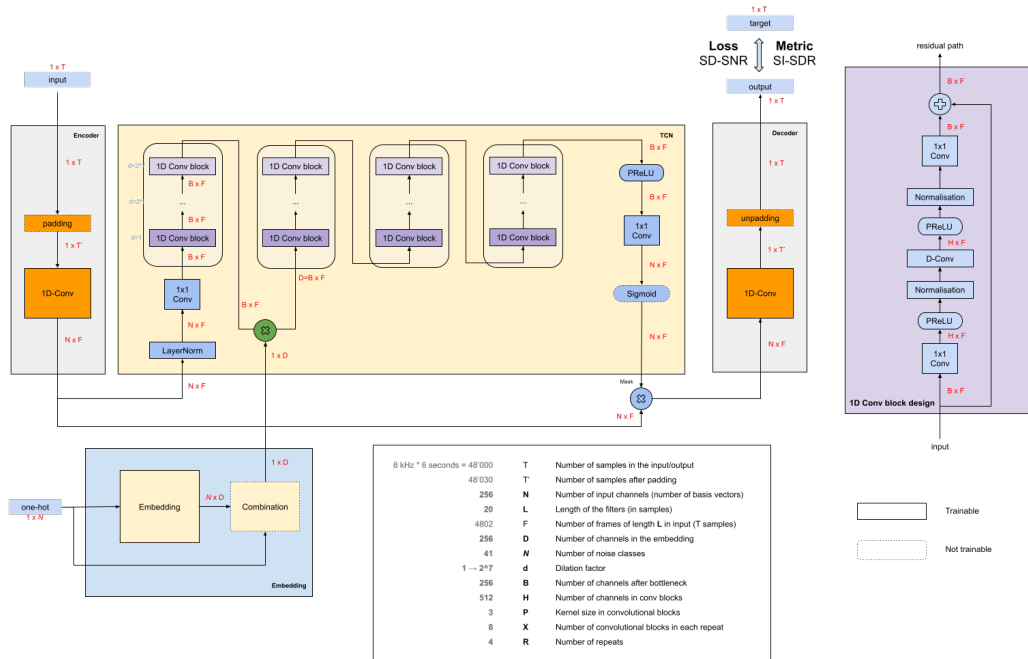 1 x T
input
Encoder
1 x T
padding
1 x T'
1D-Conv
N x F
TCN
1D Conv block
B x F
...
B x F
d=1
1D Conv block
B x F
1x1
Conv
N x F
LayerNorm
N x F
1D Conv block
...
1D Conv block
D=B x F
B x F
1 x D
1D Conv block
...
1D Conv block
1D Conv block
...
1D Conv block
B x F
PReLU
B x F
1x1
Conv
N x F
Sigmoid
N x F
Mask
N x F
1 x T
target
Loss
SD-SNR
Metric
SI-SDR
output
1 x T
Decoder
1 x T
unpadding
1 x T'
1D-Conv
N x F
residual path
B x F
B x F
1x1
Conv
Normalisation
PReLU
H x F
D-Conv
Normalisation
PReLU
H x F
1x1
Conv
B x F
1D Conv block design
input
one-hot
1 x N
Embedding
N x D
Combination
1 x D
Embedding
8 kHz * 6 seconds = 48'000 T Number of samples in the input/output
48'030 T' Number of samples after padding
256 N Number of input channels (number of basis vectors)
20 L Length of the filters (in samples)
4802 F Number of frames of length L in input (T samples)
256 D Number of channels in the embedding
41 N Number of noise classes
1 → 2^7 d Dilation factor
256 B Number of channels after bottleneck
512 H Number of channels in conv blocks
3 P Kernel size in convolutional blocks
8 X Number of convolutional blocks in each repeat
4 R Number of repeats
Trainable
Not trainable